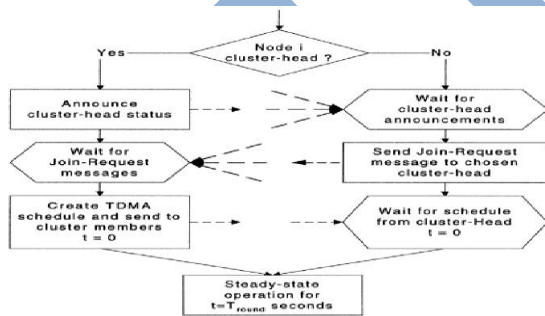 Node i
cluster-head ?
Yes
No
Announce
cluster-head status
Wait for
cluster-head
announcements
Wait for
Join-Request
messages
Send Join-Request
message to chosen
cluster-head
Create TDMA
schedule and send to
cluster members
t = 0
Wait for schedule
from cluster-Head
t = 0
Steady-state
operation for
t=Tround seconds